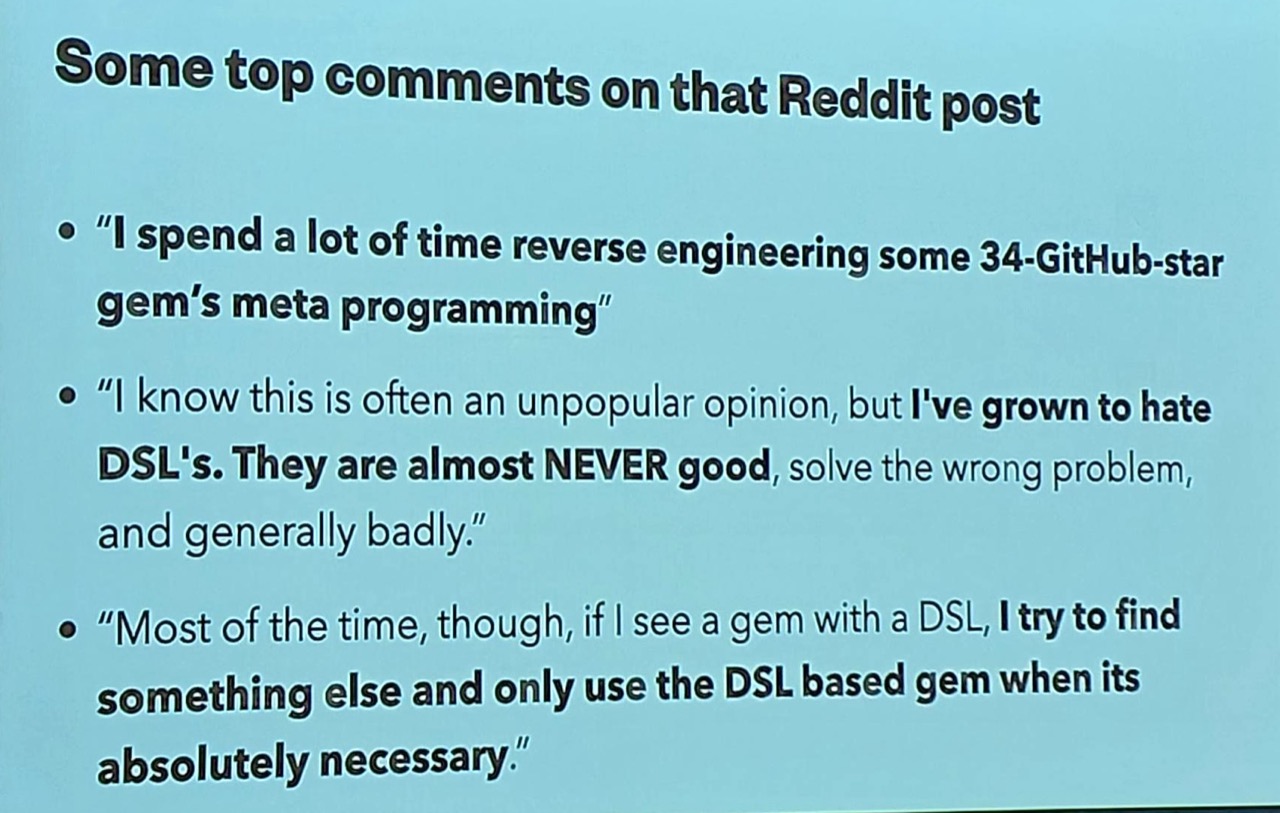 Some top comments on that Reddit post
• “I spend a lot of time reverse engineering some 34-GitHub-star
gem’s meta programming”
• “I know this is often an unpopular opinion, but I've grown to hate
DSL's. They are almost NEVER good, solve the wrong problem,
and generally badly.”
• “Most of the time, though, if I see a gem with a DSL, I try to find
something else and only use the DSL based gem when its
absolutely necessary.”